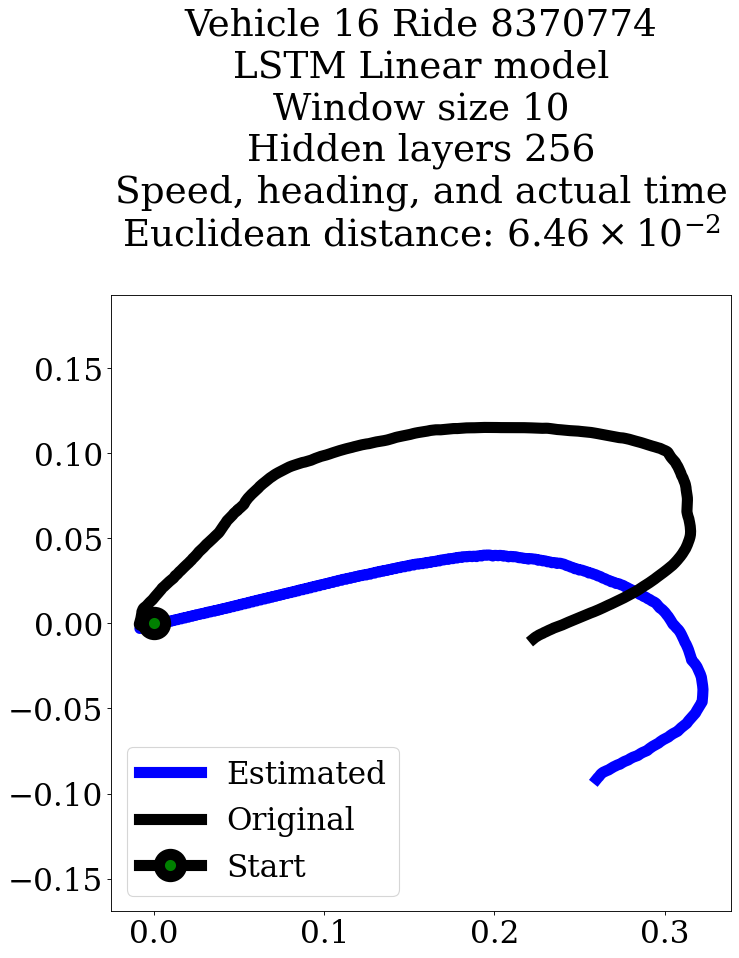 Vehicle 16 Ride 8370774
LSTM Linear model
Window size 10
Hidden layers 256
Speed, heading, and actual time
Euclidean distance: 6.46 × 10⁻²
0.15
0.10
0.05
0.00
−0.05
−0.10
−0.15
Estimated
Original
Start
0.0 0.1 0.2 0.3